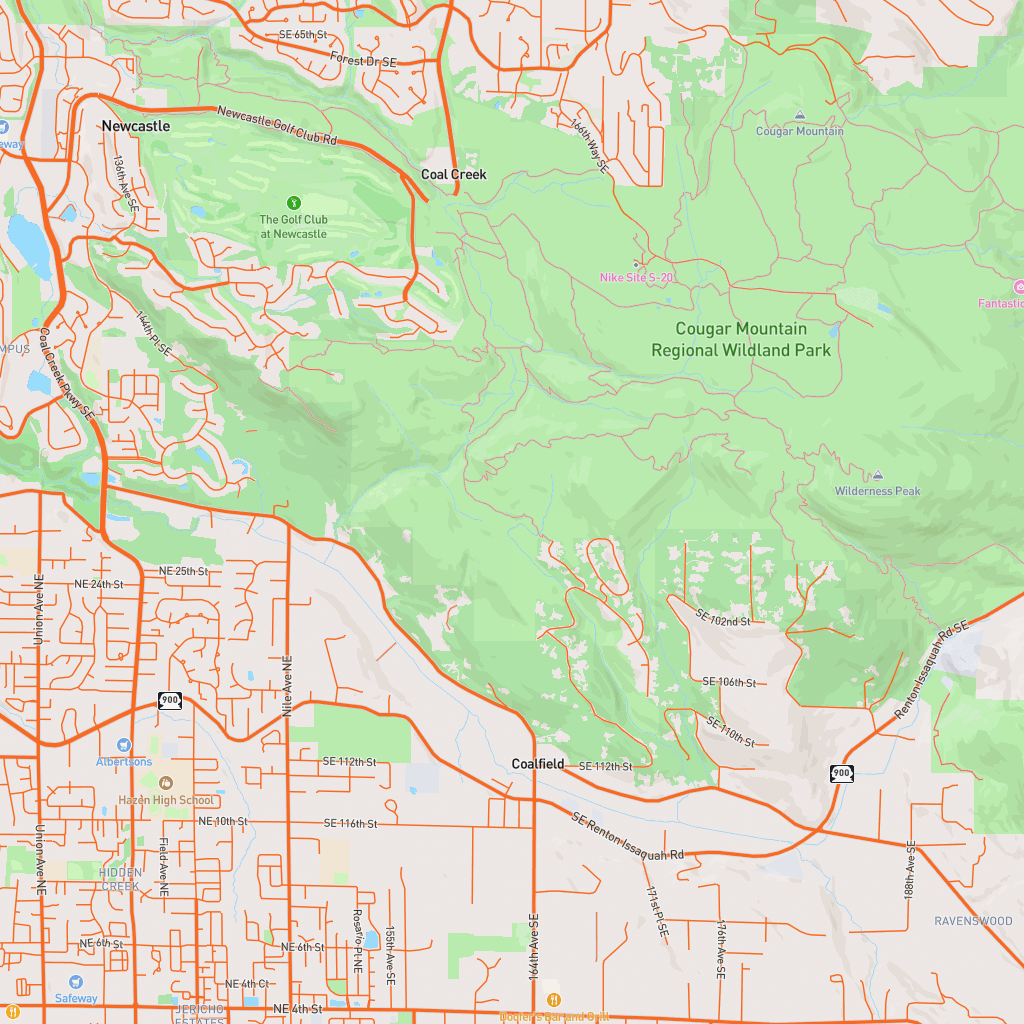 SE 65th St
Forest Dr SE
Newcastle
Newcastle Golf Club Rd
166th Way SE
Cougar Mountain
136th Ave SE
Coal Creek
The Golf Club
at Newcastle
Nike Site S-20
Fantastic
144th Pl SE
Cougar Mountain
Regional Wildland Park
MPUS
Coal Creek Pkwy SE
Wilderness Peak
NE 25th St
NE 24th St
Union Ave NE
SE 102nd St
Renton Issaquah Rd SE
Nile Ave NE
SE 106th St
900
SE 110th St
Albertsons
SE 112th St
Coalfield
SE 112th St
900
Hazen High School
NE 10th St
SE 116th St
SE Renton Issaquah Rd
Union Ave NE
Field Ave NE
HIDDEN
CREEK
188th Ave SE
171st Pl SE
RAVENSWOOD
Rosario Pl NE
155th Ave SE
164th Ave SE
176th Ave SE
NE 6th St
NE 6th St
NE 4th Ct
Safeway
NE 4th St
JERICHO
ESTATES